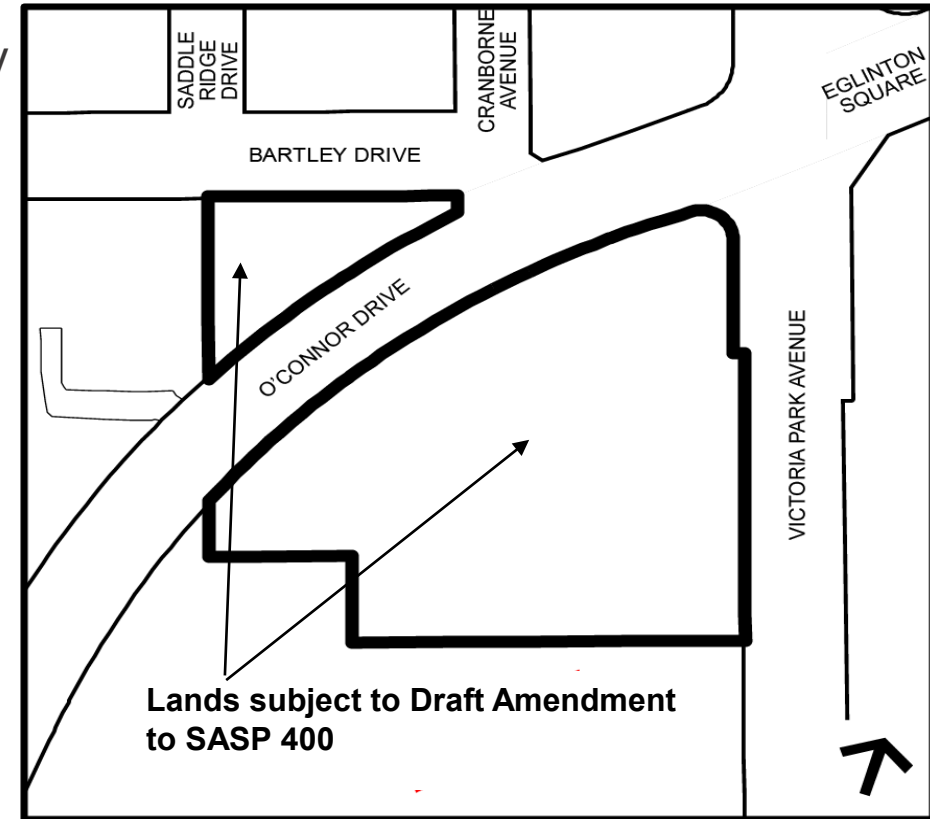 SADDLE
RIDGE
DRIVE
CRANBORNE
AVENUE
EGLINTON
SQUARE
BARTLEY DRIVE
O'CONNOR DRIVE
VICTORIA PARK AVENUE
Lands subject to Draft Amendment
to SASP 400